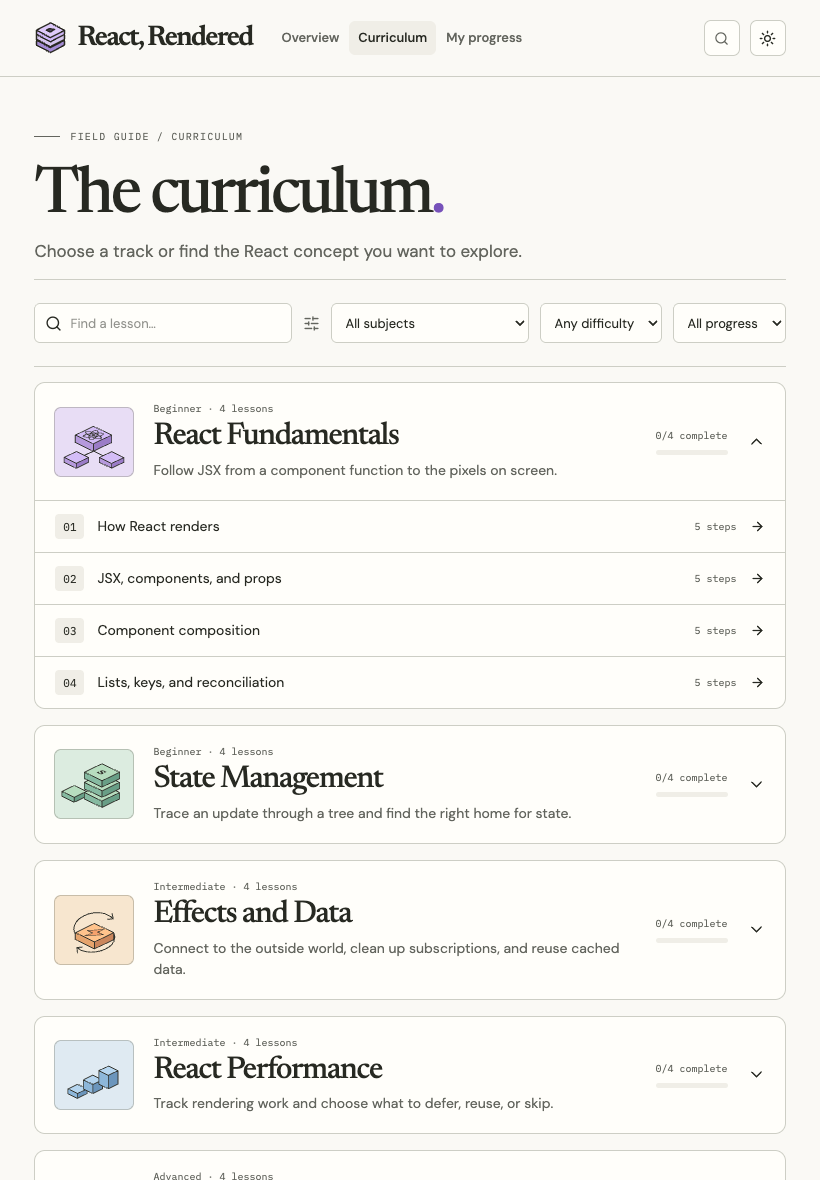 React, Rendered
Overview
Curriculum
My progress
FIELD GUIDE / CURRICULUM
The curriculum.
Choose a track or find the React concept you want to explore.
Find a lesson…
All subjects
Any difficulty
All progress
Beginner · 4 lessons
React Fundamentals
Follow JSX from a component function to the pixels on screen.
0/4 complete
01 How React renders 5 steps
02 JSX, components, and props 5 steps
03 Component composition 5 steps
04 Lists, keys, and reconciliation 5 steps
Beginner · 4 lessons
State Management
Trace an update through a tree and find the right home for state.
0/4 complete
Intermediate · 4 lessons
Effects and Data
Connect to the outside world, clean up subscriptions, and reuse cached
data.
0/4 complete
Intermediate · 4 lessons
React Performance
Track rendering work and choose what to defer, reuse, or skip.
0/4 complete
Advanced · 4 lessons